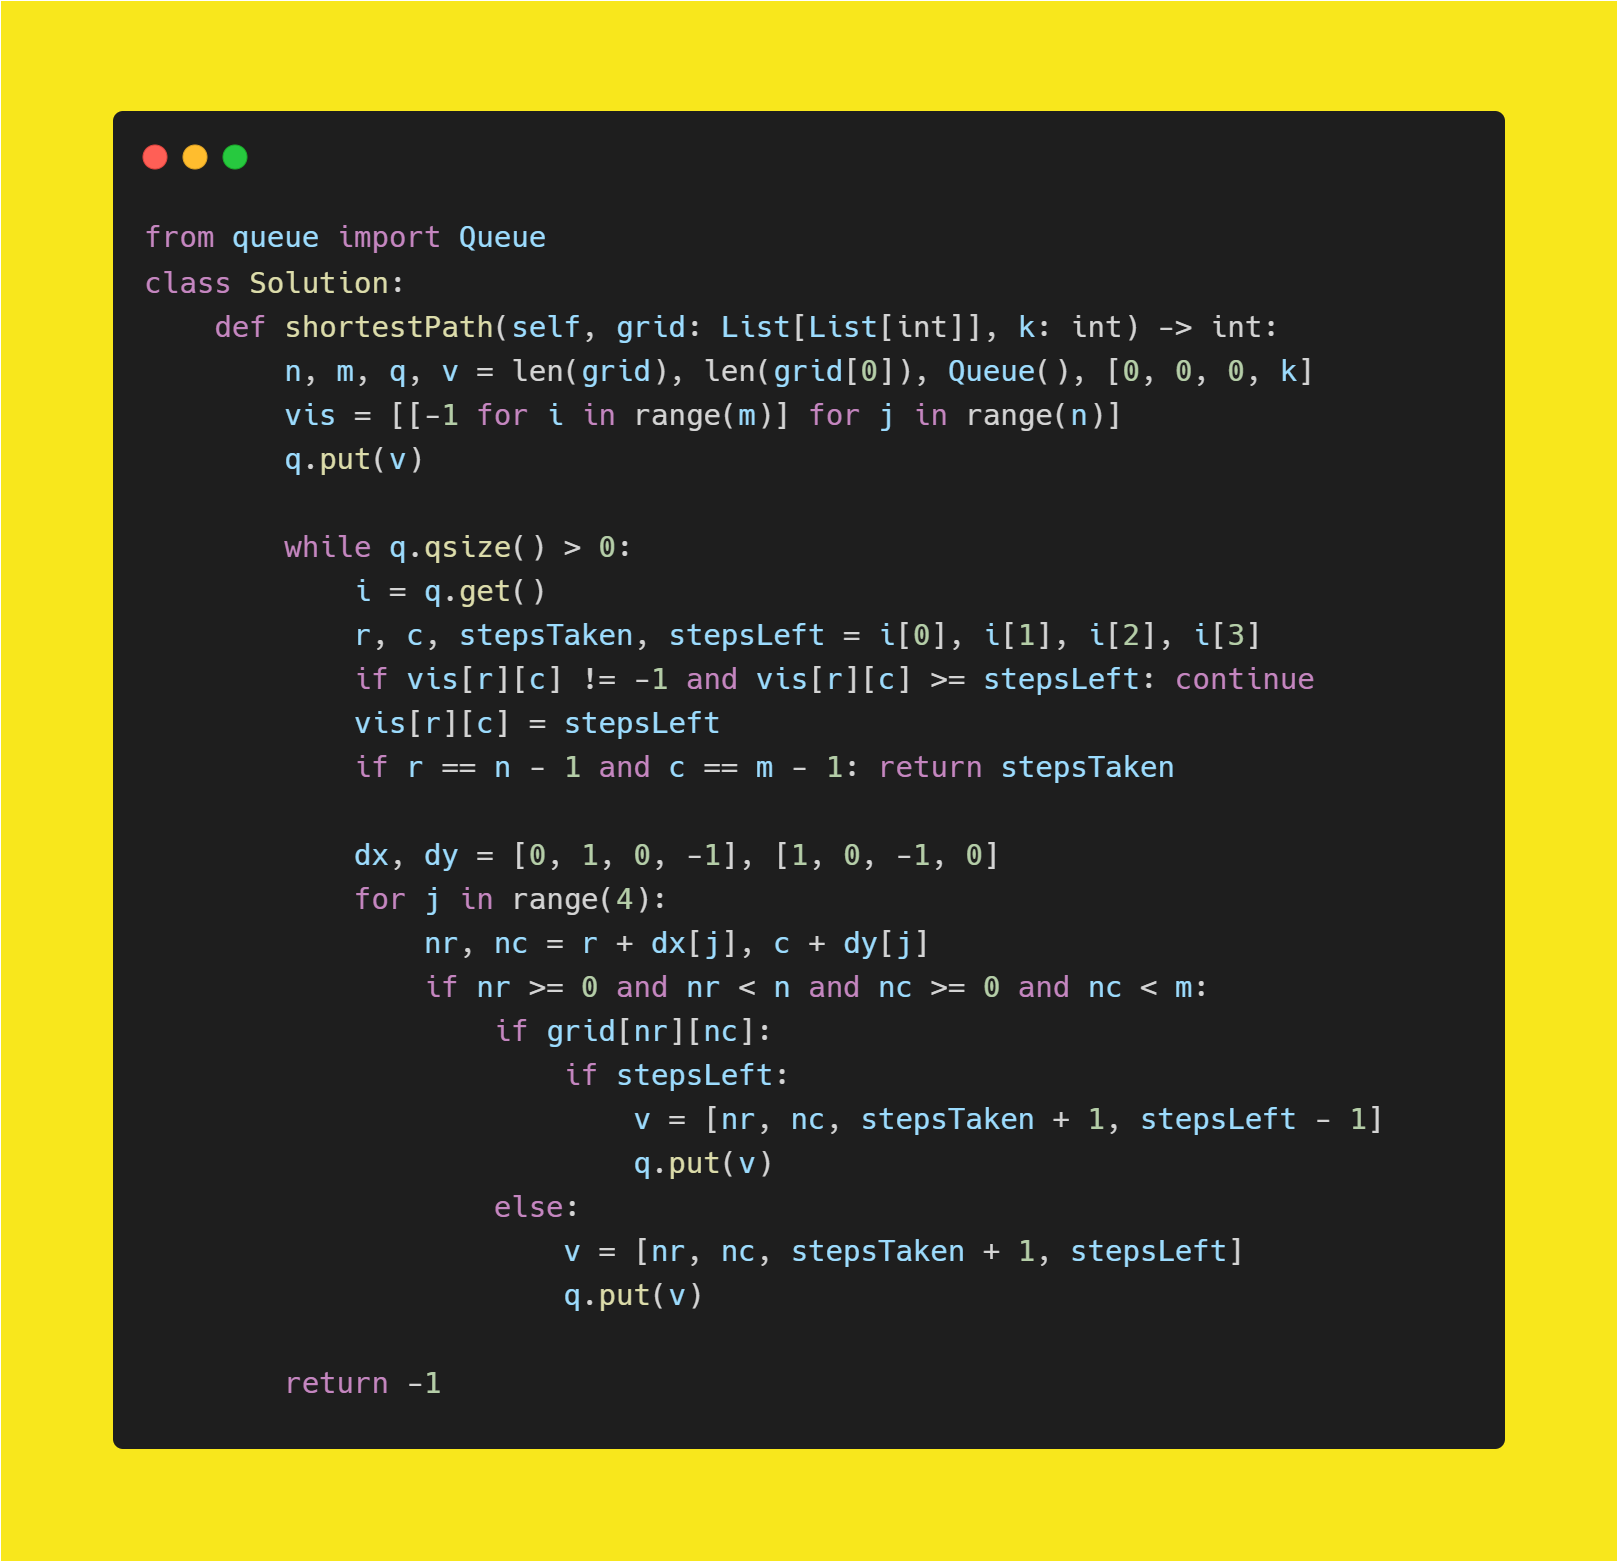 from queue import Queue
class Solution:
    def shortestPath(self, grid: List[List[int]], k: int) -> int:
        n, m, q, v = len(grid), len(grid[0]), Queue(), [0, 0, 0, k]
        vis = [[-1 for i in range(m)] for j in range(n)]
        q.put(v)

        while q.qsize() > 0:
            i = q.get()
            r, c, stepsTaken, stepsLeft = i[0], i[1], i[2], i[3]
            if vis[r][c] != -1 and vis[r][c] >= stepsLeft: continue
            vis[r][c] = stepsLeft
            if r == n - 1 and c == m - 1: return stepsTaken

            dx, dy = [0, 1, 0, -1], [1, 0, -1, 0]
            for j in range(4):
                nr, nc = r + dx[j], c + dy[j]
                if nr >= 0 and nr < n and nc >= 0 and nc < m:
                    if grid[nr][nc]:
                        if stepsLeft:
                            v = [nr, nc, stepsTaken + 1, stepsLeft - 1]
                            q.put(v)
                    else:
                        v = [nr, nc, stepsTaken + 1, stepsLeft]
                        q.put(v)

        return -1